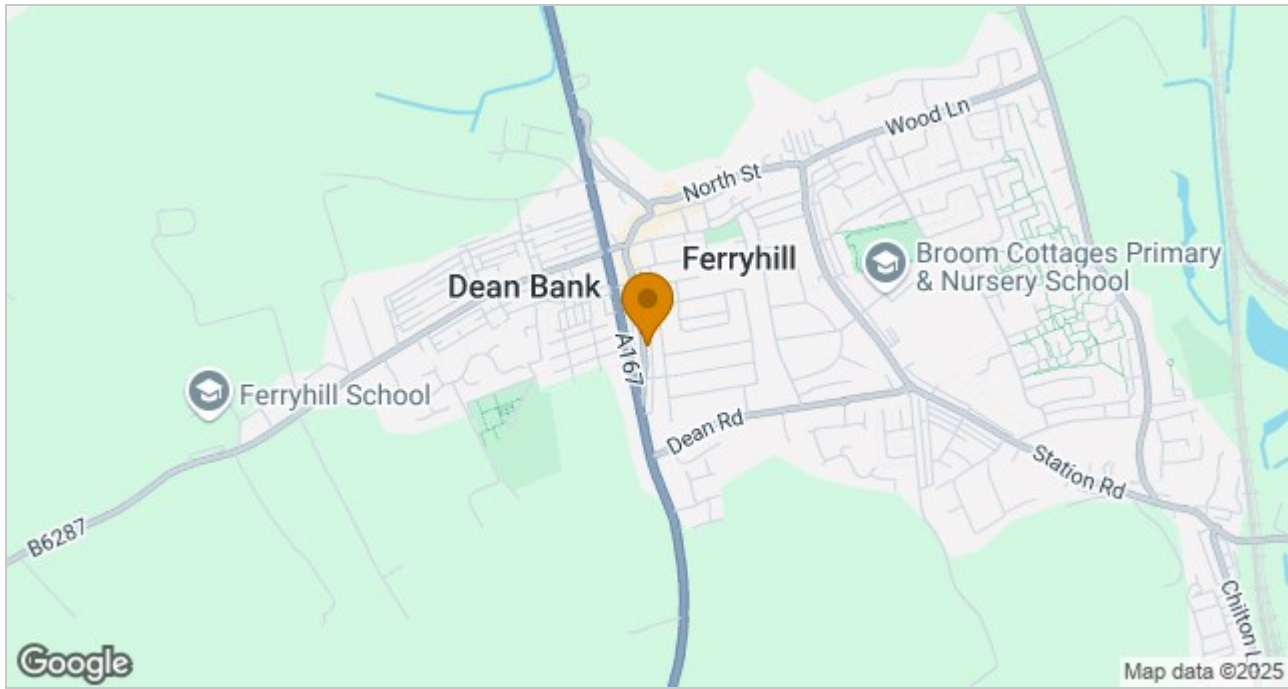 Wood Ln
North St
Ferryhill
Broom Cottages Primary
& Nursery School
Dean Bank
A167
Ferryhill School
Dean Rd
Station Rd
B6287
Chilton L
Google
Map data ©2025